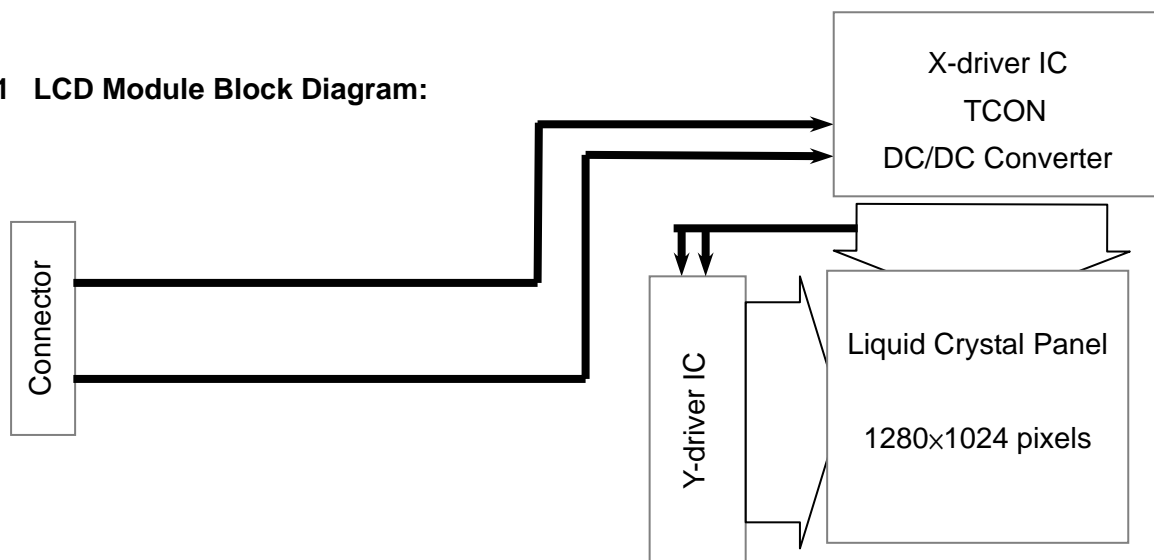 1 LCD Module Block Diagram:
X-driver IC
TCON
DC/DC Converter
Connector
Y-driver IC
Liquid Crystal Panel
1280×1024 pixels